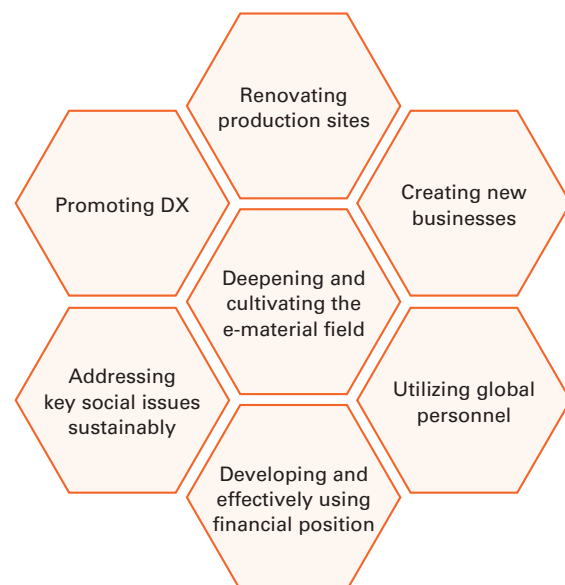 Renovating
production sites
Promoting DX
Creating new
businesses
Deepening and
cultivating the
e-material field
Addressing
key social issues
sustainably
Utilizing global
personnel
Developing and
effectively using
financial position